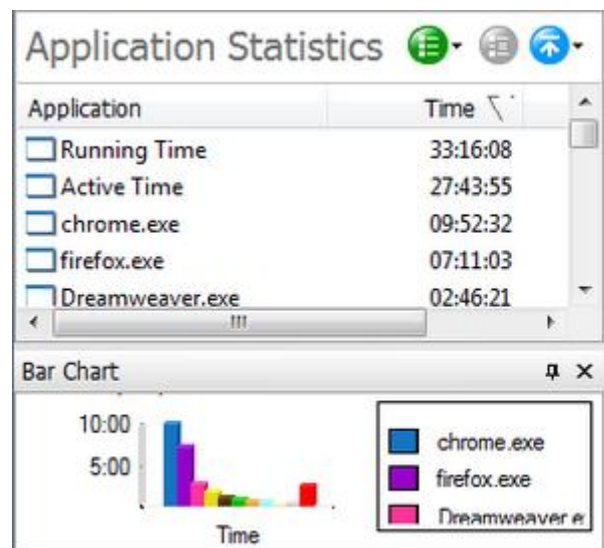 Application Statistics
Application Time
Running Time 33:16:08
Active Time 27:43:55
chrome.exe 09:52:32
firefox.exe 07:11:03
Dreamweaver.exe 02:46:21
Bar Chart
10:00
5:00
Time
chrome.exe
firefox.exe
Dreamweaver.e